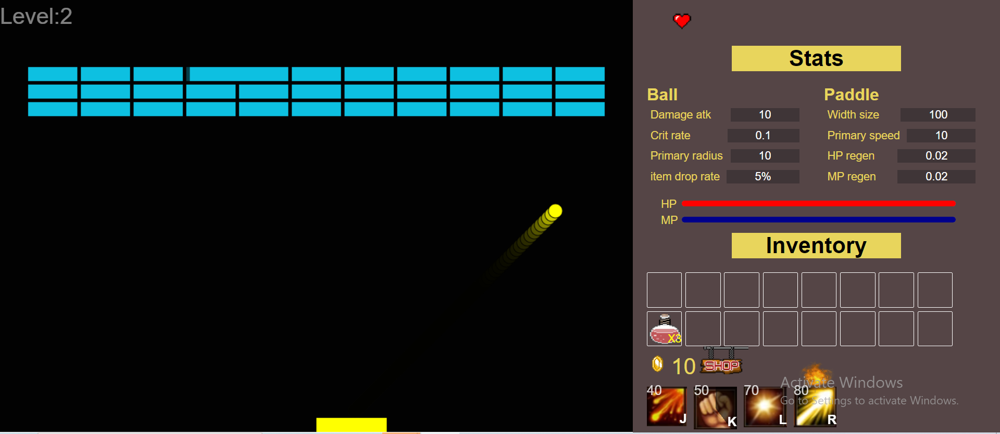 Level:2
Stats
Ball
Paddle
Damage atk 10
Width size 100
Crit rate 0.1
Primary speed 10
Primary radius 10
HP regen 0.02
item drop rate 5%
MP regen 0.02
HP
MP
Inventory
X3
10 SHOP
Activate Windows
40 50 70 80
Go to Settings to activate Windows.
J K L R